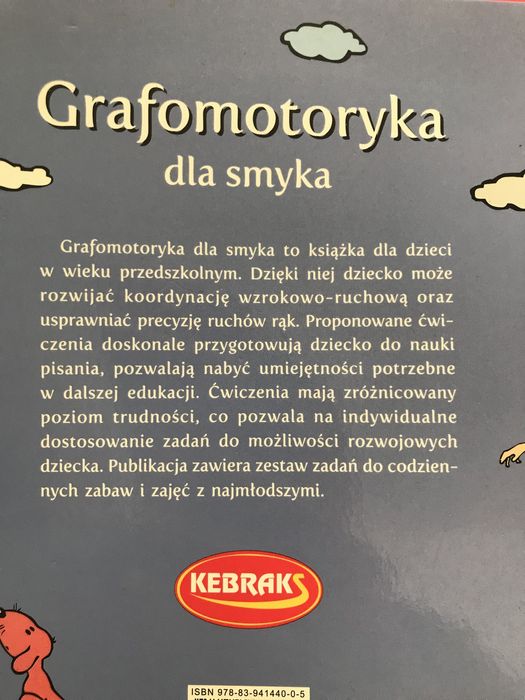 Grafomotoryka
dla smyka
Grafomotoryka dla smyka to książka dla dzieci
w wieku przedszkolnym. Dzięki niej dziecko może
rozwijać koordynację wzrokowo-ruchową oraz
usprawniać precyzję ruchów rąk. Proponowane ćwi-
czenia doskonale przygotowują dziecko do nauki
pisania, pozwalają nabyć umiejętności potrzebne
w dalszej edukacji. Ćwiczenia mają zróżnicowany
poziom trudności, co pozwala na indywidualne
dostosowanie zadań do możliwości rozwojowych
dziecka. Publikacja zawiera zestaw zadań do codzien-
nych zabaw i zajęć z najmłodszymi.
KEBRAKS
ISBN 978-83-941440-0-5